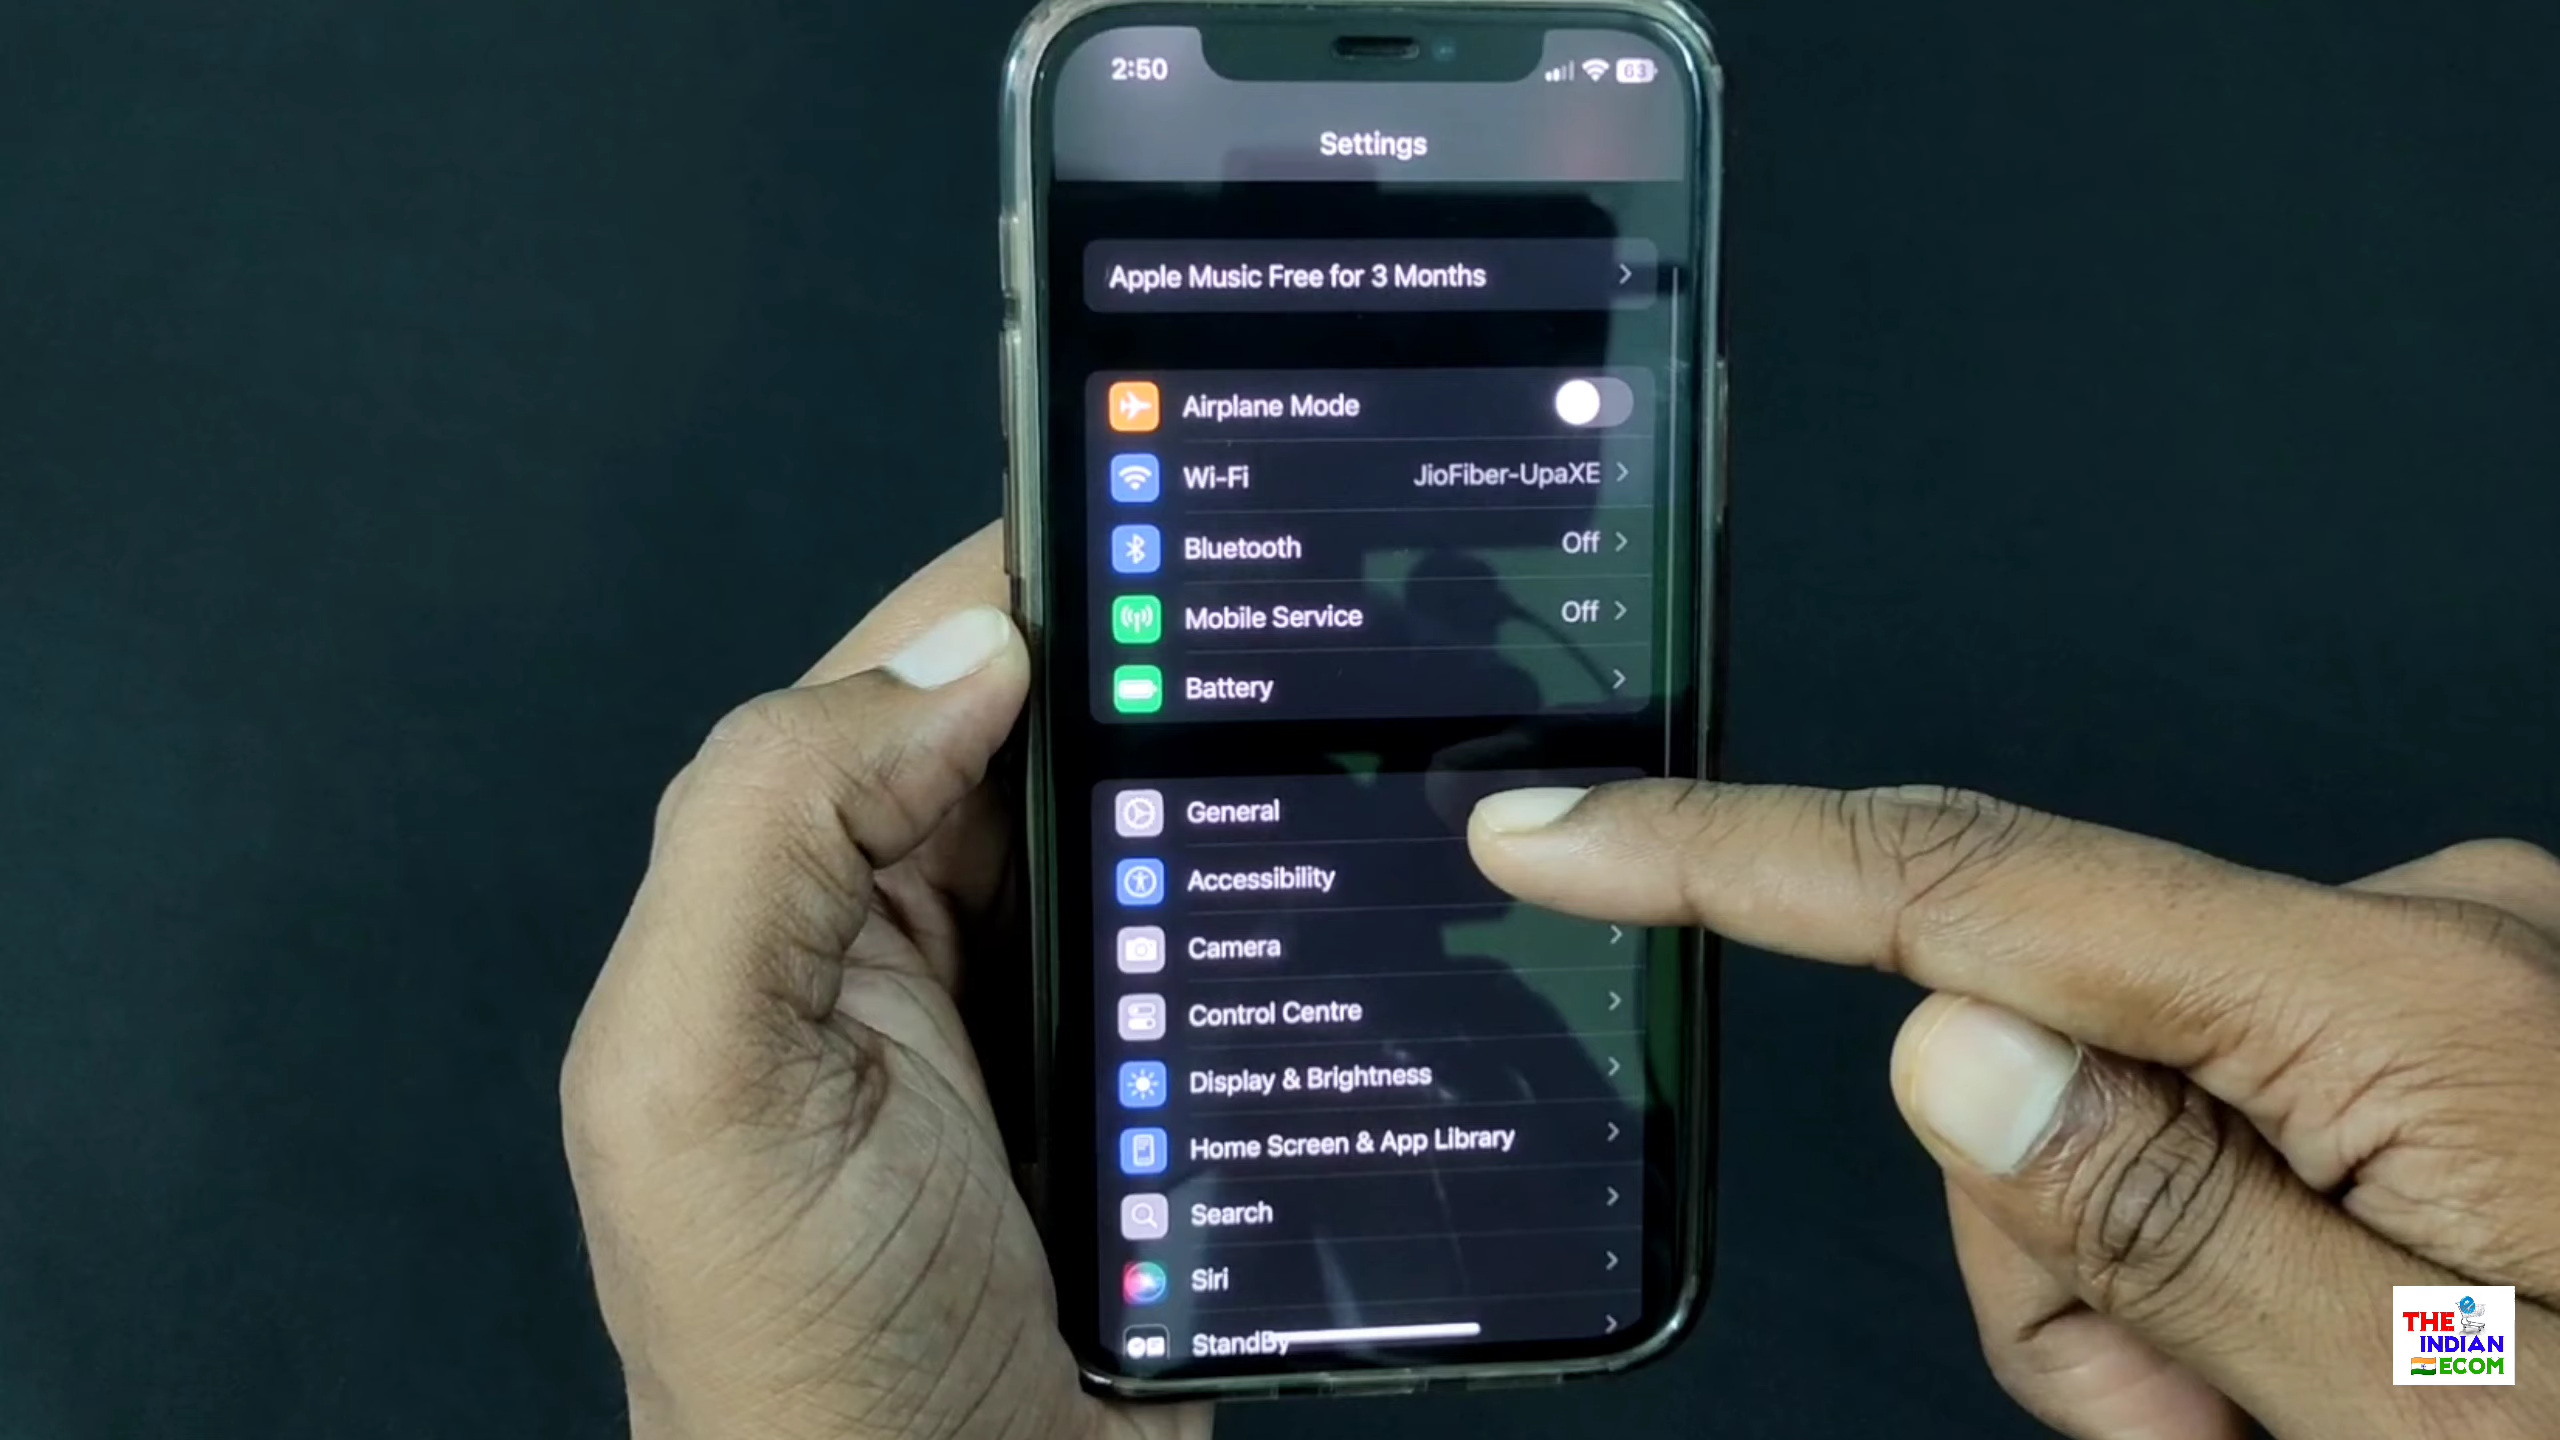 2:50
63
Settings
Apple Music Free for 3 Months
Airplane Mode
Wi-Fi JioFiber-UpaXE
Bluetooth Off
Mobile Service Off
Battery
General
Accessibility
Camera
Control Centre
Display & Brightness
Home Screen & App Library
Search
Siri
StandBy
THE
INDIAN
ECOM